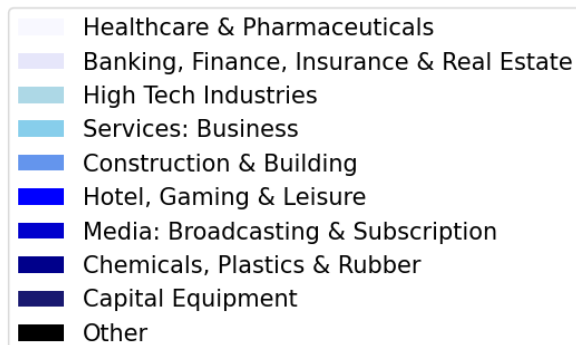 Healthcare & Pharmaceuticals
Banking, Finance, Insurance & Real Estate
High Tech Industries
Services: Business
Construction & Building
Hotel, Gaming & Leisure
Media: Broadcasting & Subscription
Chemicals, Plastics & Rubber
Capital Equipment
Other